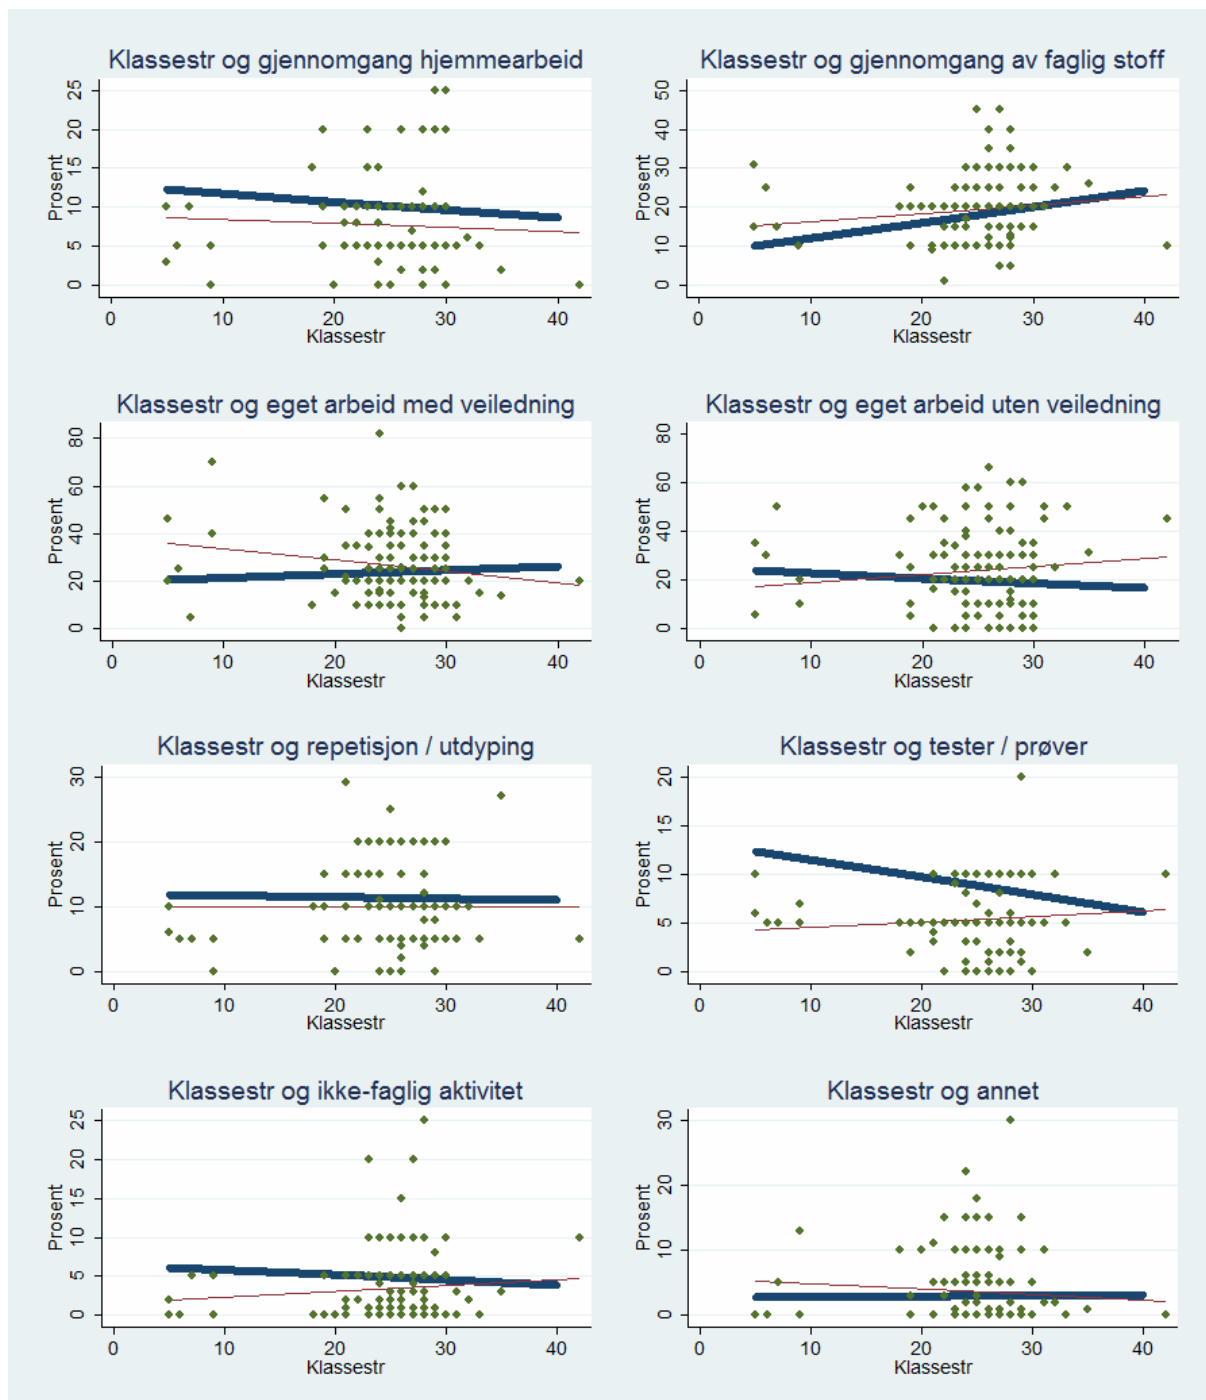 Klassestr og gjennomgang hjemmearbeid
25
20
15
10
5
0
Prosent
0 10 20 30 40
Klassestr
Klassestr og gjennomgang av faglig stoff
50
40
30
20
10
0
Prosent
0 10 20 30 40
Klassestr
Klassestr og eget arbeid med veiledning
80
60
40
20
0
Prosent
0 10 20 30 40
Klassestr
Klassestr og eget arbeid uten veiledning
80
60
40
20
0
Prosent
0 10 20 30 40
Klassestr
Klassestr og repetisjon / utdyping
30
20
10
0
Prosent
0 10 20 30 40
Klassestr
Klassestr og tester / prøver
20
15
10
5
0
Prosent
0 10 20 30 40
Klassestr
Klassestr og ikke-faglig aktivitet
25
20
15
10
5
0
Prosent
0 10 20 30 40
Klassestr
Klassestr og annet
30
20
10
0
Prosent
0 10 20 30 40
Klassestr